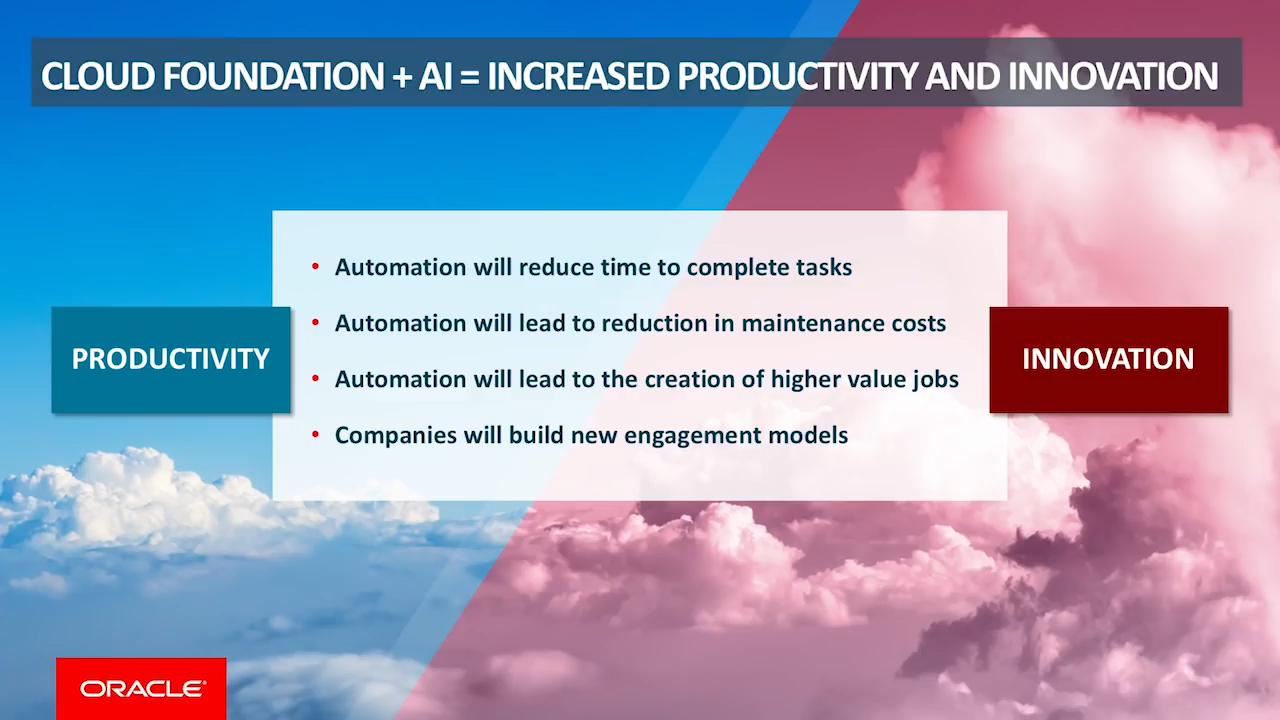 CLOUD FOUNDATION + AI = INCREASED PRODUCTIVITY AND INNOVATION
• Automation will reduce time to complete tasks
• Automation will lead to reduction in maintenance costs
PRODUCTIVITY
INNOVATION
• Automation will lead to the creation of higher value jobs
• Companies will build new engagement models
ORACLE®